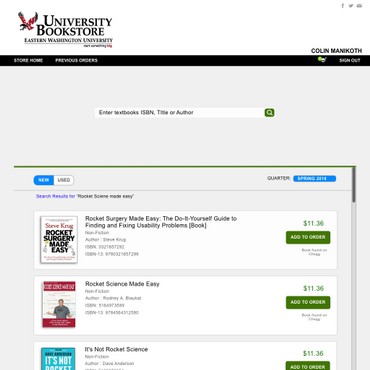 UNIVERSITY
BOOKSTORE
EASTERN WASHINGTON UNIVERSITY
start something big
COLIN MANIKOTH
STORE HOME PREVIOUS ORDERS SIGN OUT
Enter textbooks ISBN, Title or Author
NEW USED QUARTER: SPRING 2019
Search Results for "Rocket Sciene made easy"
Steve Krug
ROCKET
SURGERY
MADE
EASY
Rocket Surgery Made Easy: The Do-It-Yourself Guide to
Finding and Fixing Usability Problems [Book]
Non-Fiction
Author : Steve Krug
ISBN: 0321657292
ISBN-13: 9780321657299
$11.36
ADD TO ORDER
Book Available on
Chegg
ROCKET SCIENCE MADE EASY
Rocket Science Made Easy
Non-Fiction
Author : Rodney A. Blaukat
ISBN: 5164973589
ISBN-13: 9784584312580
$11.36
ADD TO ORDER
Book Available on
Chegg
DAVE ANDERSON
IT'S NOT
ROCKET
It's Not Rocket Science
Non-Fiction
Author : Dave Anderson
$11.36
ADD TO ORDER